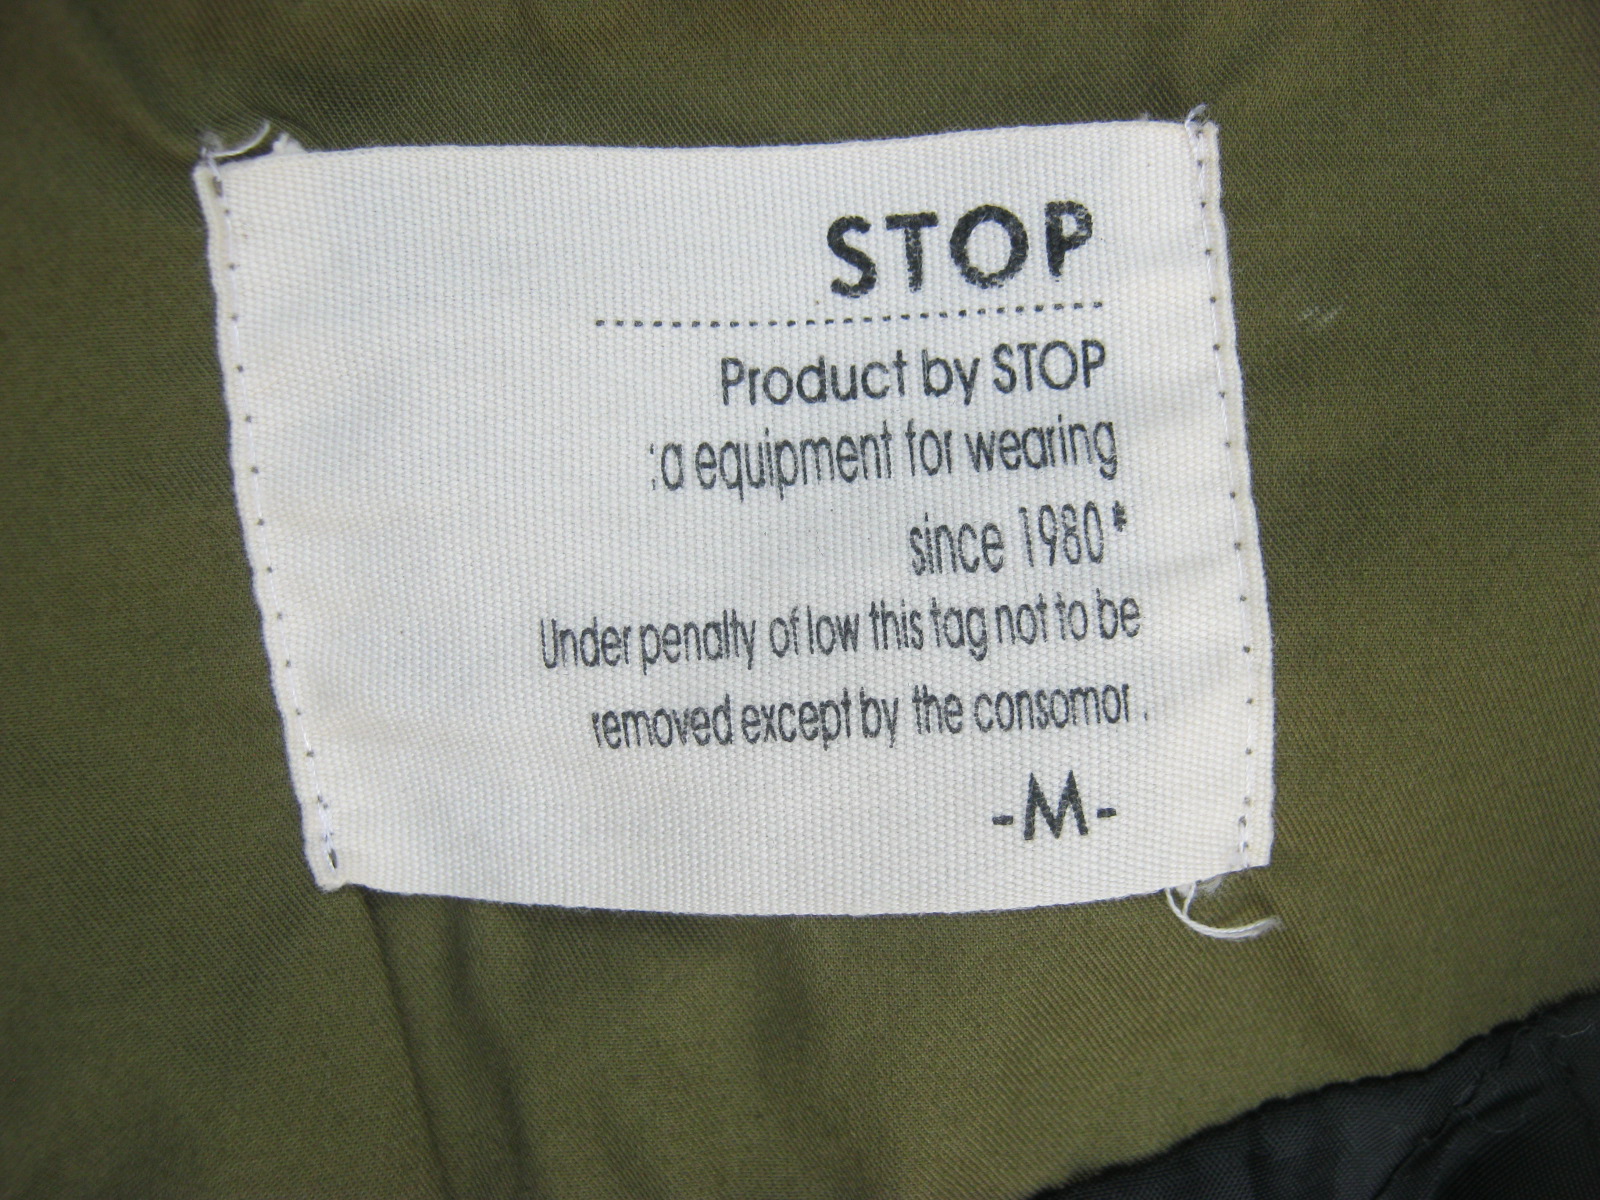 STOP
Product by STOP
:a equipment for wearing
since 1980*
Under penalty of low this tag not to be
removed except by the consomor.
-M-